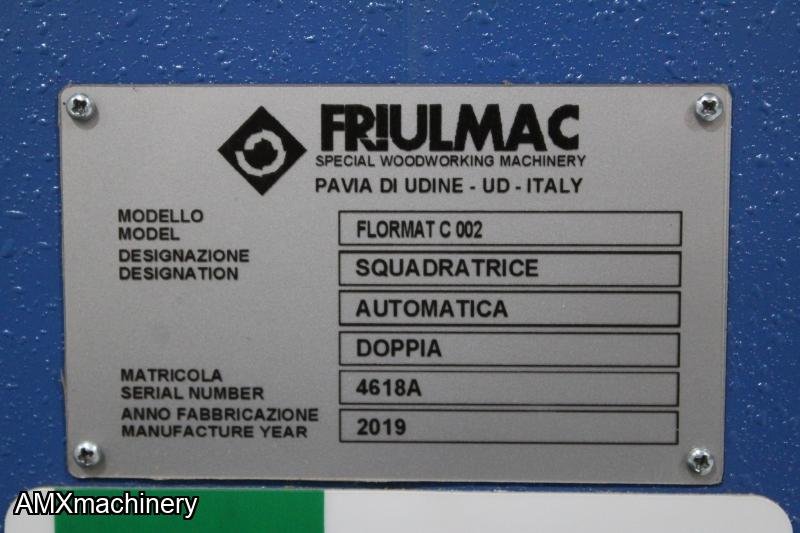 FRIULMAC
SPECIAL WOODWORKING MACHINERY
PAVIA DI UDINE - UD - ITALY
MODELLO
MODEL
FLORMAT C 002
DESIGNAZIONE
DESIGNATION
SQUADRATRICE
AUTOMATICA
DOPPIA
MATRICOLA
SERIAL NUMBER
4618A
ANNO FABBRICAZIONE
MANUFACTURE YEAR
2019
AMXmachinery